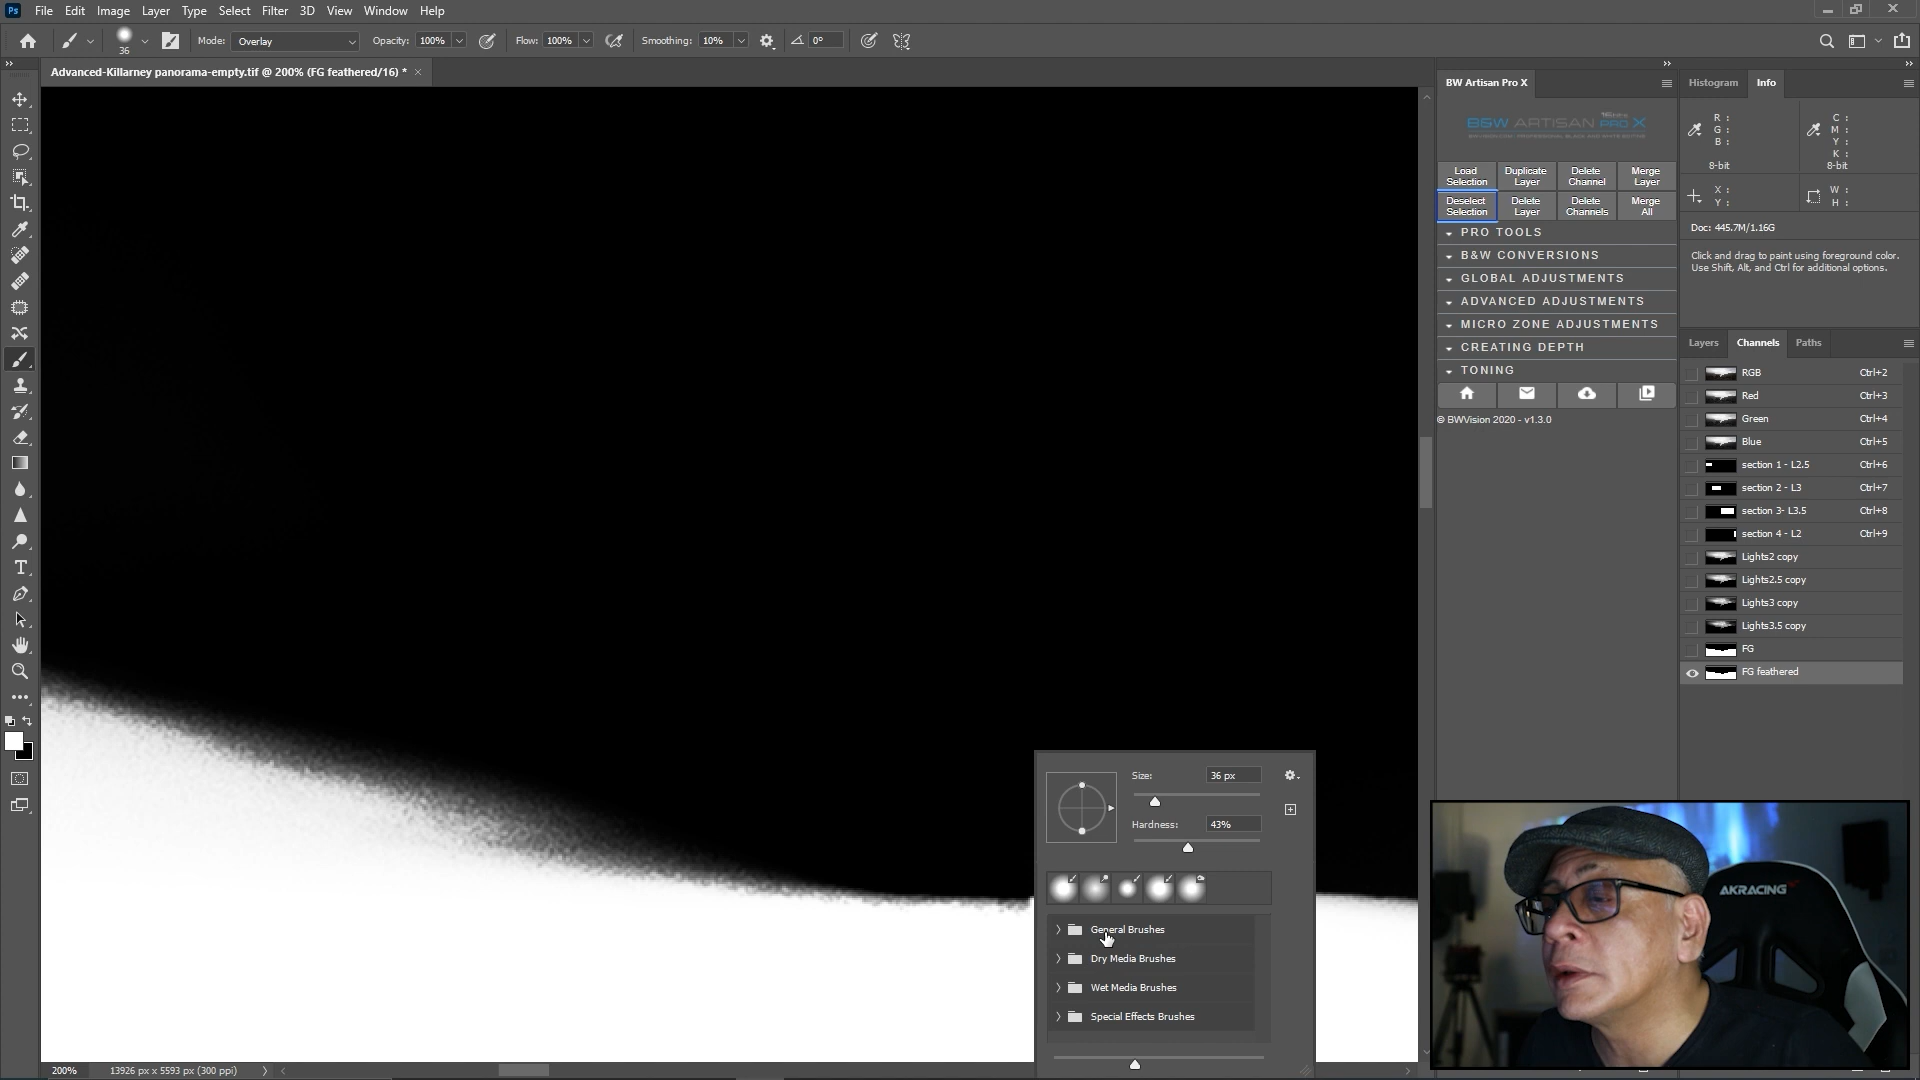 Ps File Edit Image Layer Type Select Filter 3D View Window Help
36 Mode: Overlay Opacity: 100% Flow: 100% Smoothing: 10% 0°
Advanced-Killarney panorama-empty.tif @ 200% (FG feathered/16) * ×
BW Artisan Pro X
B&W ARTISAN PRO X
Load Selection
Duplicate Layer
Delete Channel
Merge Layer
Deselect Selection
Delete Layer
Delete Channels
Merge All
PRO TOOLS
B&W CONVERSIONS
GLOBAL ADJUSTMENTS
ADVANCED ADJUSTMENTS
MICRO ZONE ADJUSTMENTS
CREATING DEPTH
TONING
© BWVision 2020 - v1.3.0
Histogram Info
R : C :
G : M :
B : Y :
K :
8-bit 8-bit
X : W :
Y : H :
Doc: 445.7M/1.16G
Click and drag to paint using foreground color.
Use Shift, Alt, and Ctrl for additional options.
Layers Channels Paths
RGB Ctrl+2
Red Ctrl+3
Green Ctrl+4
Blue Ctrl+5
section 1 - L2.5 Ctrl+6
section 2 - L3 Ctrl+7
section 3- L3.5 Ctrl+8
section 4 - L2 Ctrl+9
Lights2 copy
Lights2.5 copy
Lights3 copy
Lights3.5 copy
FG
FG feathered
Size: 36 px
Hardness: 43%
General Brushes
Dry Media Brushes
Wet Media Brushes
Special Effects Brushes
AKRACING
200% 13926 px x 5593 px (300 ppi)